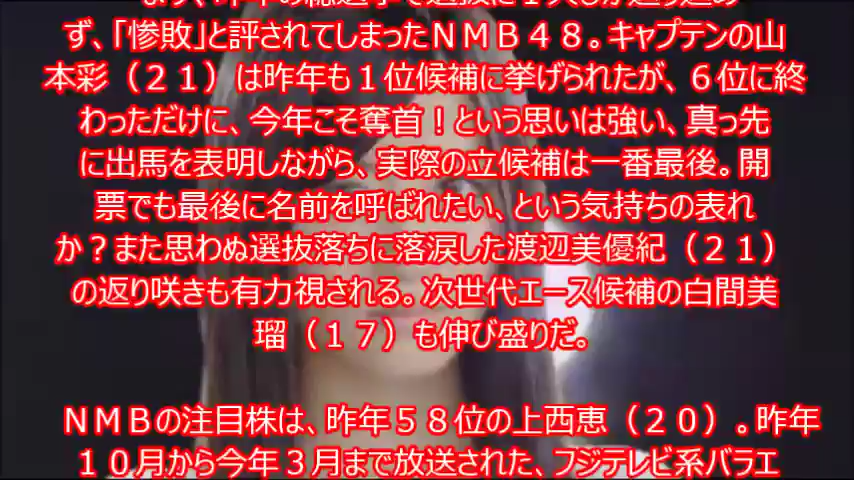 ず、「惨敗」と評されてしまったＮＭＢ４８。キャプテンの山
本彩（２１）は昨年も１位候補に挙げられたが、６位に終
わっただけに、今年こそ奪首！という思いは強い、真っ先
に出馬を表明しながら、実際の立候補は一番最後。開
票でも最後に名前を呼ばれたい、という気持ちの表れ
か？また思わぬ選抜落ちに落涙した渡辺美優紀（２１）
の返り咲きも有力視される。次世代エース候補の白間美
瑠（１７）も伸び盛りだ。
ＮＭＢの注目株は、昨年５８位の上西恵（２０）。昨年
１０月から今年３月まで放送された、フジテレビ系バラエ